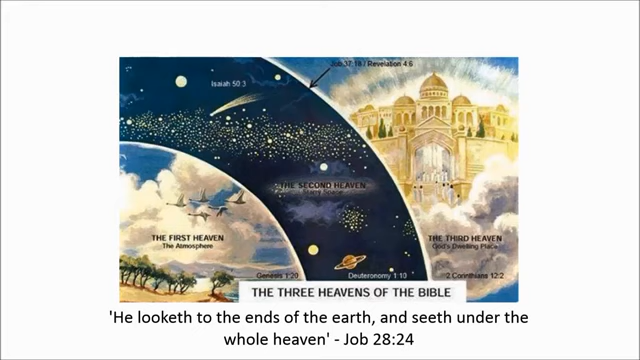 Job 37:18 / Revelation 4:6
Isaiah 50:3
THE SECOND HEAVEN
Starry Space
THE FIRST HEAVEN
The Atmosphere
THE THIRD HEAVEN
God's Dwelling Place
Genesis 1:20
Deuteronomy 1:10
2 Corinthians 12:2
THE THREE HEAVENS OF THE BIBLE
'He looketh to the ends of the earth, and seeth under the
whole heaven' - Job 28:24